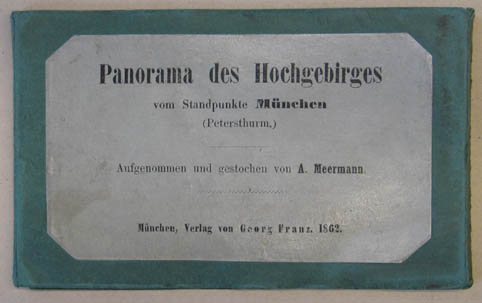 Panorama des Hochgebirges
vom Standpunkte München
(Petersthurm.)
Aufgenommen und gestochen von A. Meermann.
München, Verlag von Georg Franz. 1862.